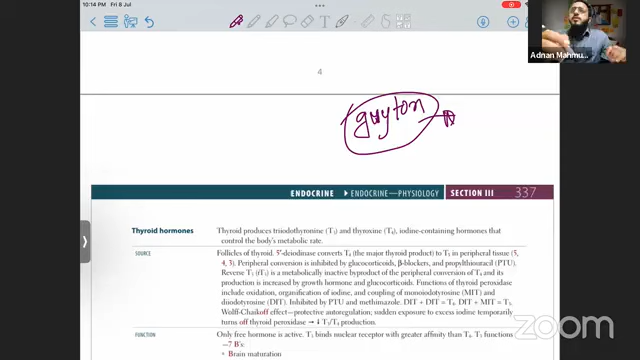 10:14 PM Fri 8 Jul
Adnan Mahmu...
4
guyton
ENDOCRINE ▶ ENDOCRINE—PHYSIOLOGY SECTION III 337
Thyroid hormones Thyroid produces triiodothyronine (T3) and thyroxine (T4), iodine-containing hormones that
control the body's metabolic rate.
SOURCE Follicles of thyroid. 5′-deiodinase converts T4 (the major thyroid product) to T3 in peripheral tissue (5,
4, 3). Peripheral conversion is inhibited by glucocorticoids, β-blockers, and propylthiouracil (PTU).
Reverse T3 (rT3) is a metabolically inactive byproduct of the peripheral conversion of T4 and its
production is increased by growth hormone and glucocorticoids. Functions of thyroid peroxidase
include oxidation, organification of iodine, and coupling of monoiodotyrosine (MIT) and
diiodotyrosine (DIT). Inhibited by PTU and methimazole. DIT + DIT = T4. DIT + MIT = T3.
Wolff-Chaikoff effect—protective autoregulation; sudden exposure to excess iodine temporarily
turns off thyroid peroxidase → ↓ T3/T4 production.
FUNCTION Only free hormone is active. T3 binds nuclear receptor with greater affinity than T4. T3 functions
—7 B's:
Brain maturation
zoom